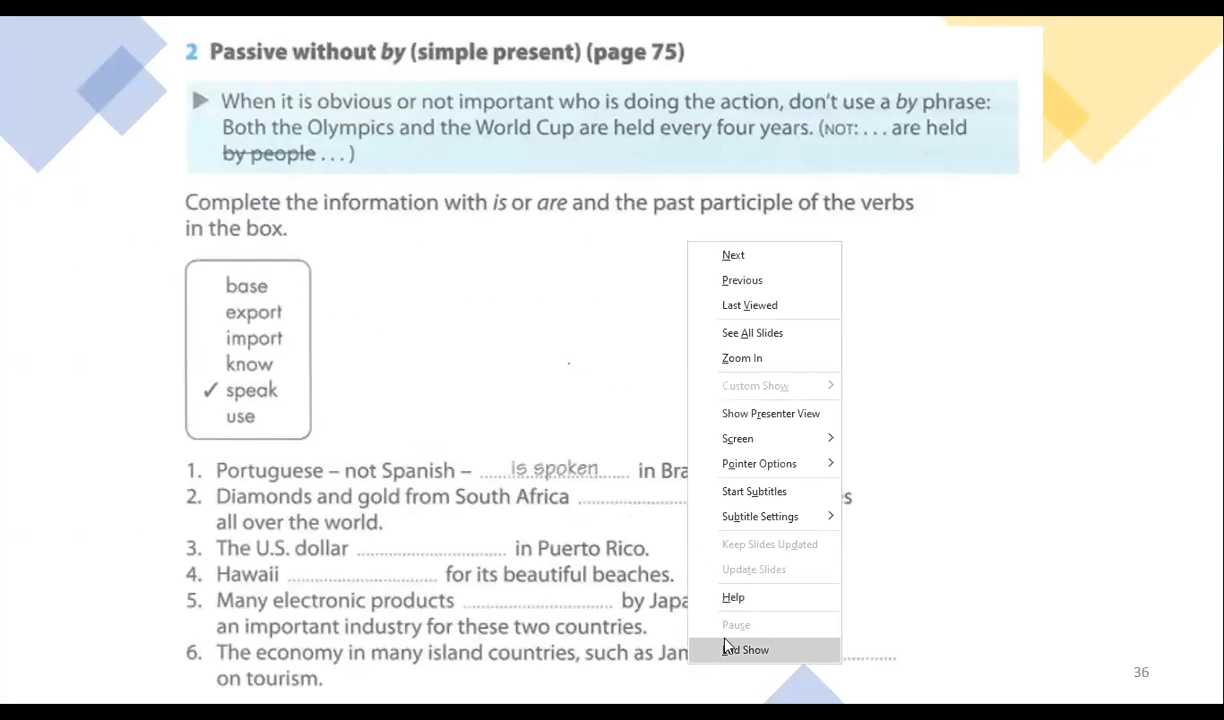 2 Passive without by (simple present) (page 75)
▶ When it is obvious or not important who is doing the action, don't use a by phrase:
Both the Olympics and the World Cup are held every four years. (NOT: . . . are held
by people . . . )
Complete the information with is or are and the past participle of the verbs
in the box.
base
export
import
know
✓ speak
use
Next
Previous
Last Viewed
See All Slides
Zoom In
Custom Show
Show Presenter View
Screen
Pointer Options
Start Subtitles
Subtitle Settings
Keep Slides Updated
Update Slides
Help
Pause
End Show
1. Portuguese – not Spanish – is spoken in Bra
2. Diamonds and gold from South Africa ........................ s
all over the world.
3. The U.S. dollar ........................ in Puerto Rico.
4. Hawaii ........................ for its beautiful beaches.
5. Many electronic products ........................ by Japa
an important industry for these two countries.
6. The economy in many island countries, such as Jam ............
on tourism.
36